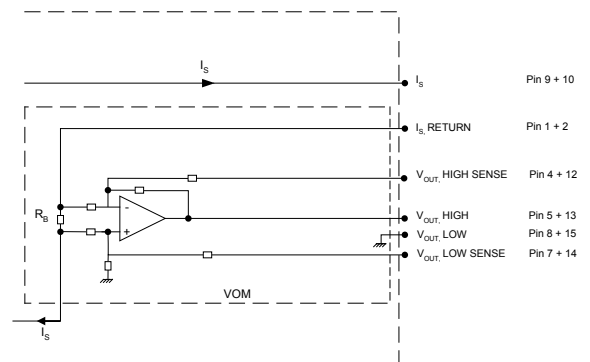 I_S
I_S Pin 9 + 10
I_S, RETURN Pin 1 + 2
V_OUT, HIGH SENSE Pin 4 + 12
-
R_B
V_OUT, HIGH Pin 5 + 13
+
V_OUT, LOW Pin 8 + 15
V_OUT, LOW SENSE Pin 7 + 14
VOM
I_S